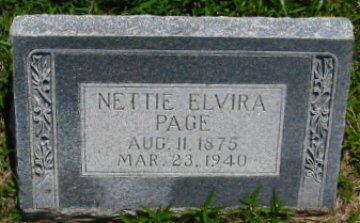 NETTIE ELVIRA
PAGE
AUG. 11, 1875
MAR. 23, 1940